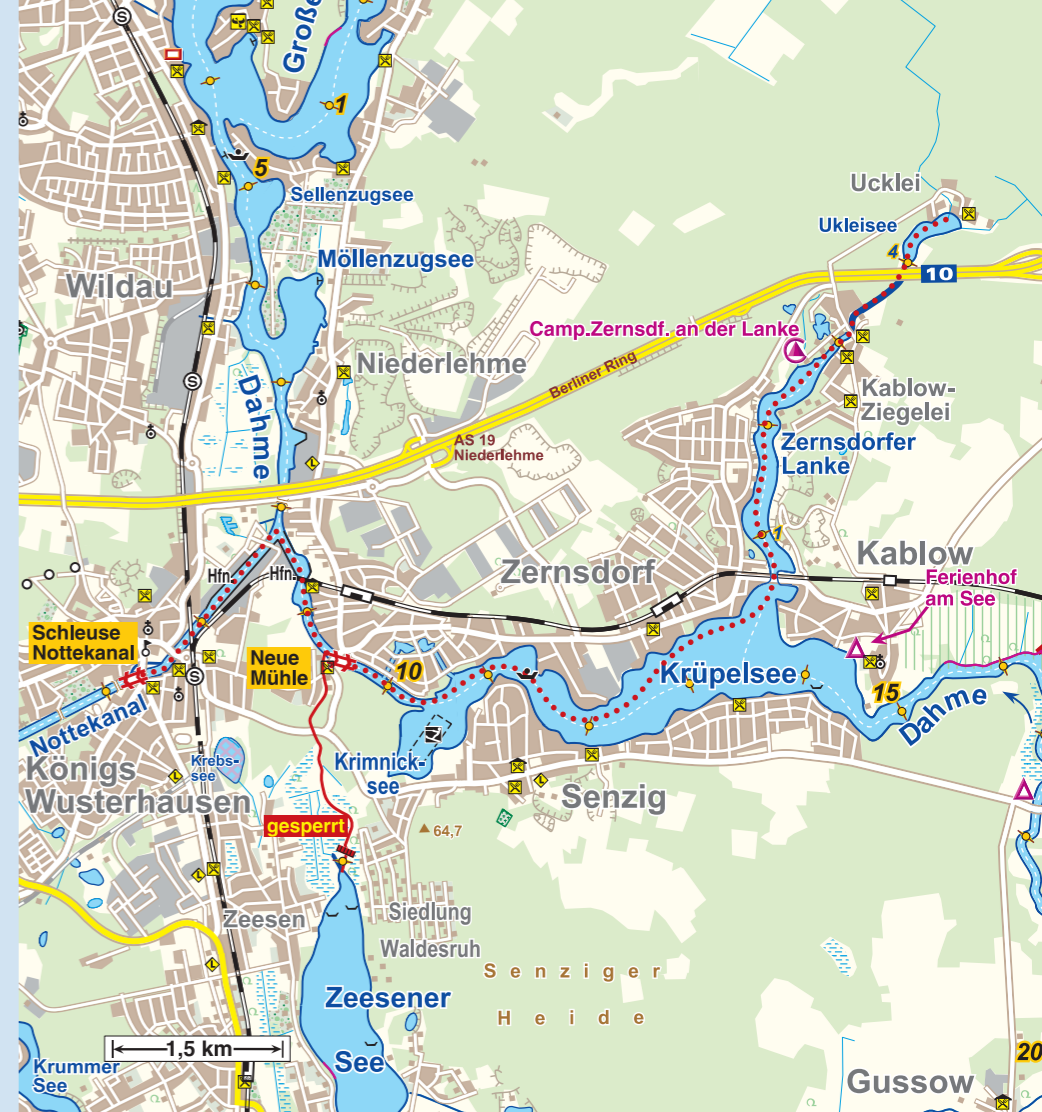 S
Große
1
5
Sellenzugsee
Ucklei
Ukleisee
4
10
Möllenzugsee
Wildau
Camp.Zernsdf. an der Lanke
Niederlehme
Berliner Ring
S
Kablow-
Ziegelei
Dahme
AS 19
Niederlehme
Zernsdorfer
Lanke
L
1
Kablow
Hfn.
Hfn.
Zernsdorf
Ferienhof
am See
Schleuse
Nottekanal
Neue
Mühle
10
S
Krüpelsee
15
Dahme
Nottekanal
Krebs-
see
Krimnick-
see
Königs
Wusterhausen
L
L
Senzig
gesperrt
64,7
L
Zeesen
Siedlung
Waldesruh
L
Senziger
Heide
Zeesener
See
1,5 km
Krummer
See
20
Gussow